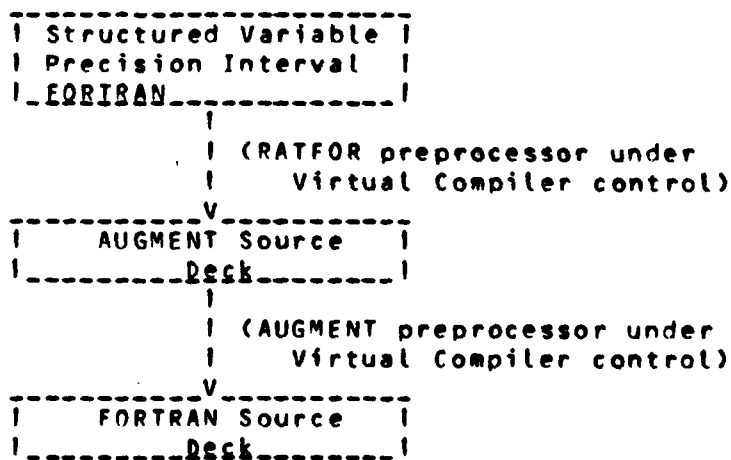 Structured Variable
Precision Interval
FORTRAN
(RATFOR preprocessor under
Virtual Compiler control)
AUGMENT Source
Deck
(AUGMENT preprocessor under
Virtual Compiler control)
FORTRAN Source
Deck